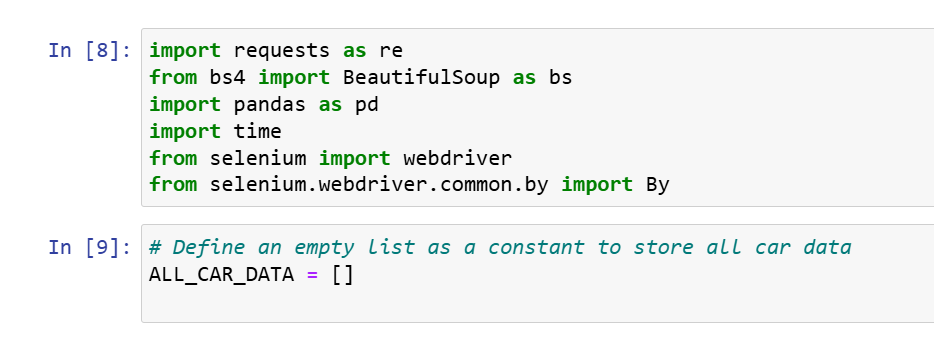 In [8]: import requests as re
from bs4 import BeautifulSoup as bs
import pandas as pd
import time
from selenium import webdriver
from selenium.webdriver.common.by import By
In [9]: # Define an empty list as a constant to store all car data
ALL_CAR_DATA = []